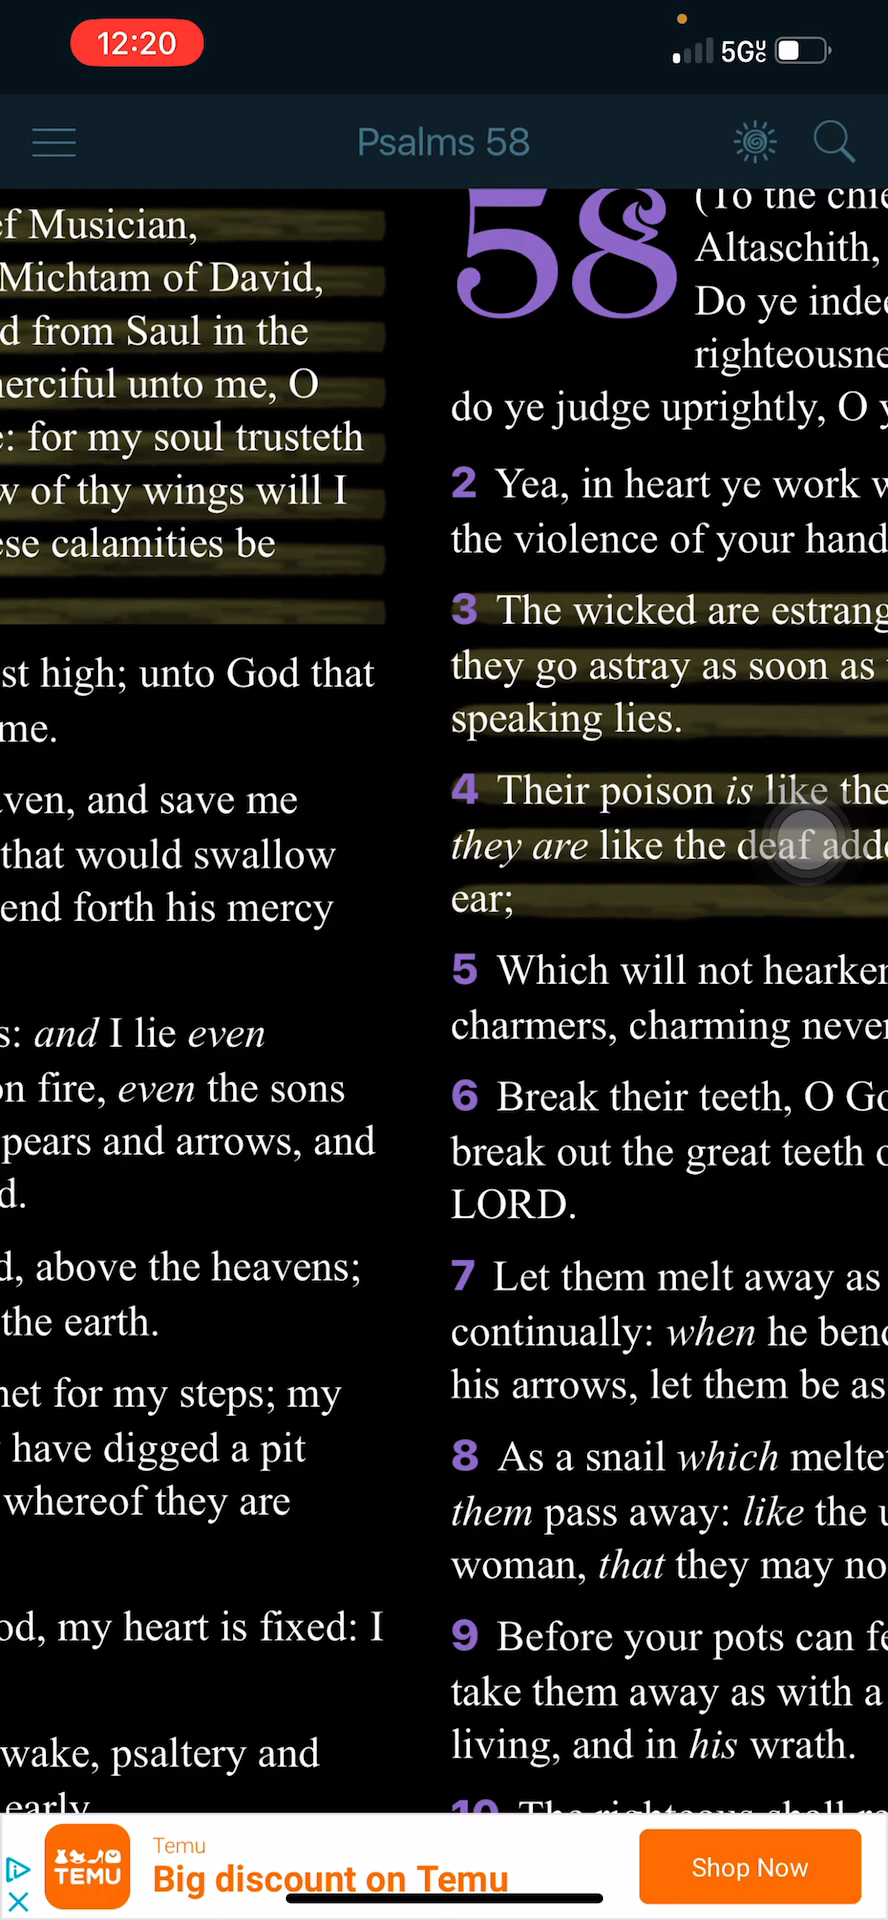 12:20
5G
Psalms 58
ef Musician,
Michtam of David,
d from Saul in the
erciful unto me, O
: for my soul trusteth
w of thy wings will I
ese calamities be
st high; unto God that
me.
ven, and save me
that would swallow
end forth his mercy
s: and I lie even
on fire, even the sons
pears and arrows, and
d.
d, above the heavens;
the earth.
net for my steps; my
have digged a pit
whereof they are
od, my heart is fixed: I
wake, psaltery and
early
58
(To the chie
Altaschith,
Do ye indee
righteousne
do ye judge uprightly, O y
2 Yea, in heart ye work w
the violence of your hand
3 The wicked are estrang
they go astray as soon as
speaking lies.
4 Their poison is like the
they are like the deaf adde
ear;
5 Which will not hearken
charmers, charming never
6 Break their teeth, O Go
break out the great teeth o
LORD.
7 Let them melt away as
continually: when he bend
his arrows, let them be as
8 As a snail which melte
them pass away: like the u
woman, that they may no
9 Before your pots can fe
take them away as with a
living, and in his wrath.
10 The righteous shall re
TEMU
Temu
Big discount on Temu
Shop Now